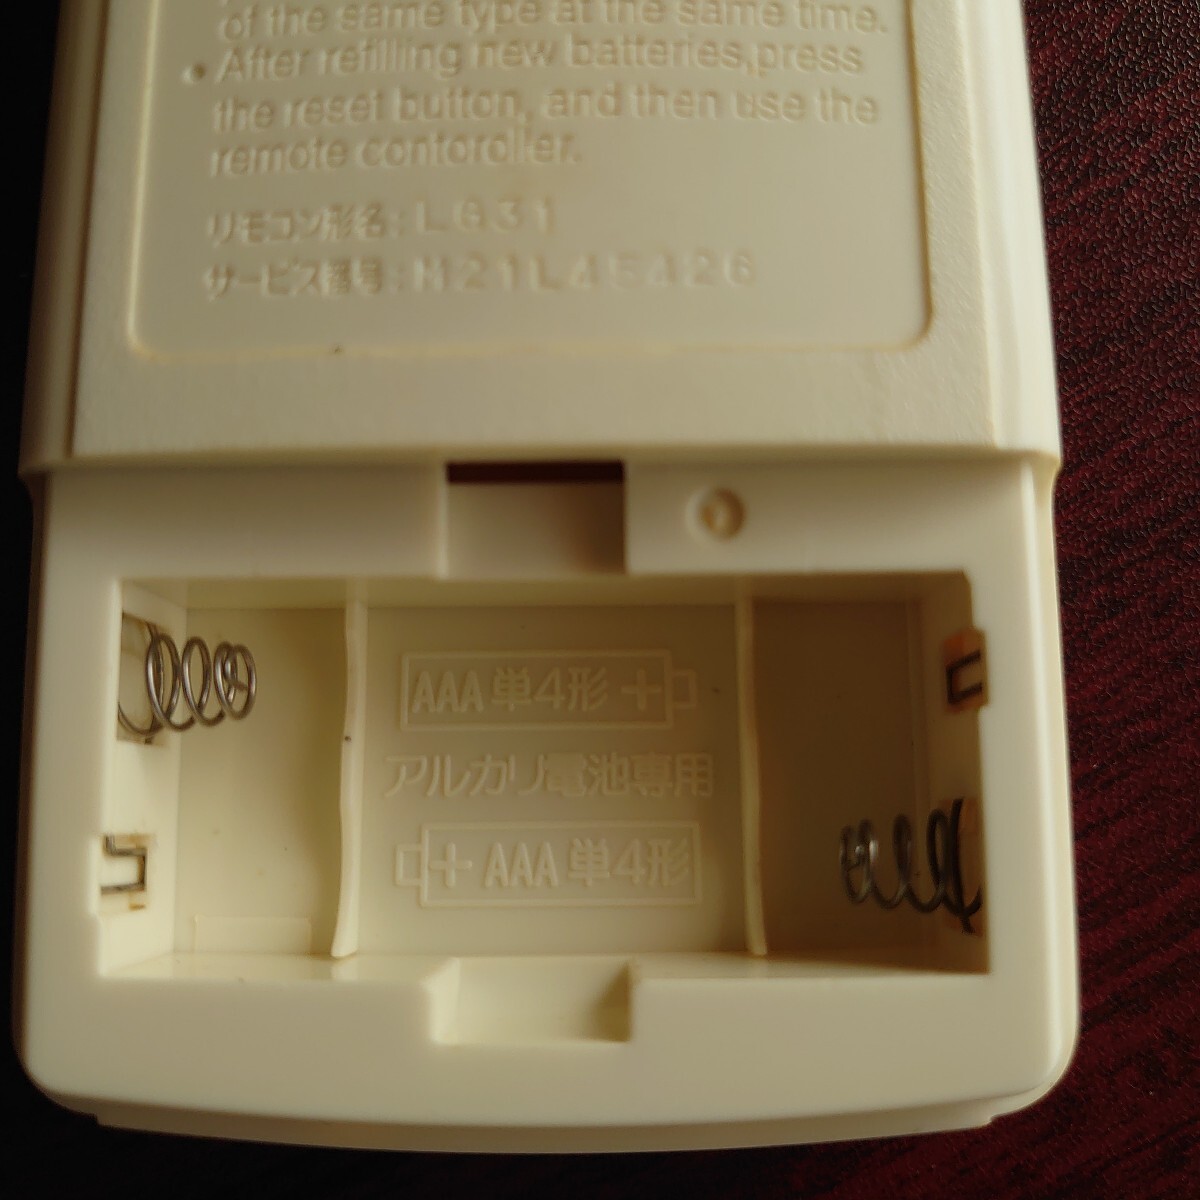 of the same type at the same time.
• After refilling new batteries,press
the reset button, and then use the
remote contoroller.
リモコン形名: LG31
サービス番号: M21L45426
AAA 単4形 +
アルカリ電池専用
+ AAA 単4形